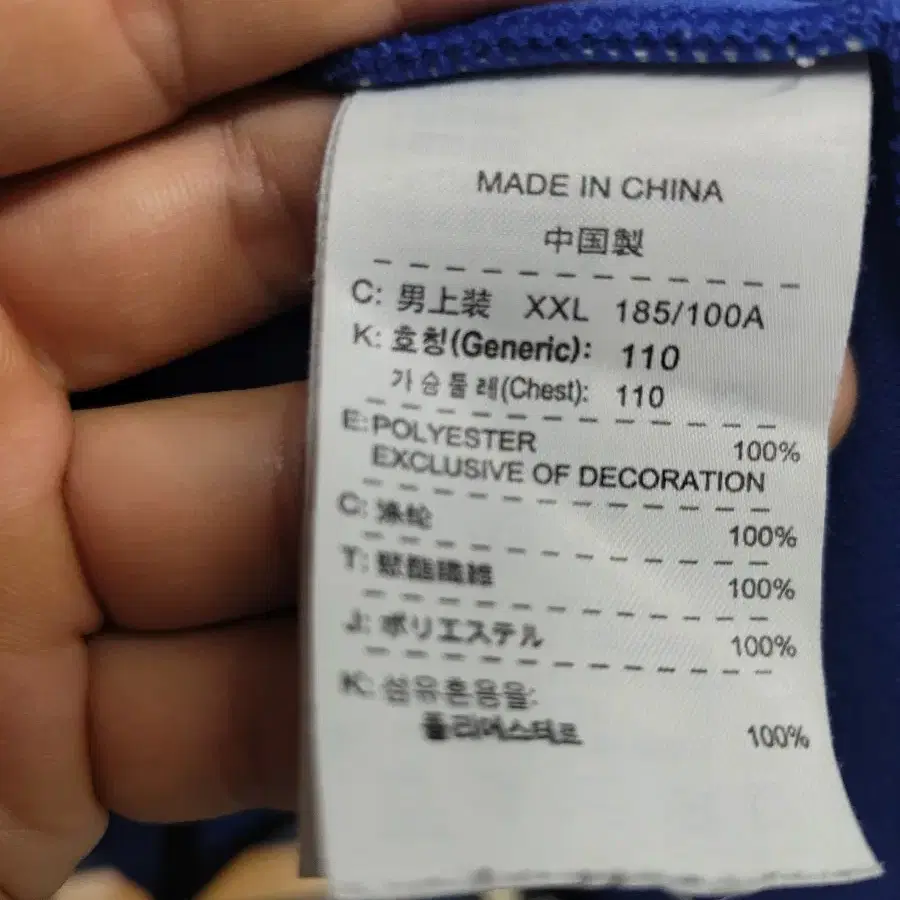 MADE IN CHINA
中国製
C: 男上装 XXL 185/100A
K: 호칭(Generic): 110
가슴둘레(Chest): 110
E: POLYESTER 100%
EXCLUSIVE OF DECORATION
C: 涤纶 100%
T: 聚酯纖維 100%
J: ポリエステル 100%
K: 섬유혼용율:
폴리에스테르 100%